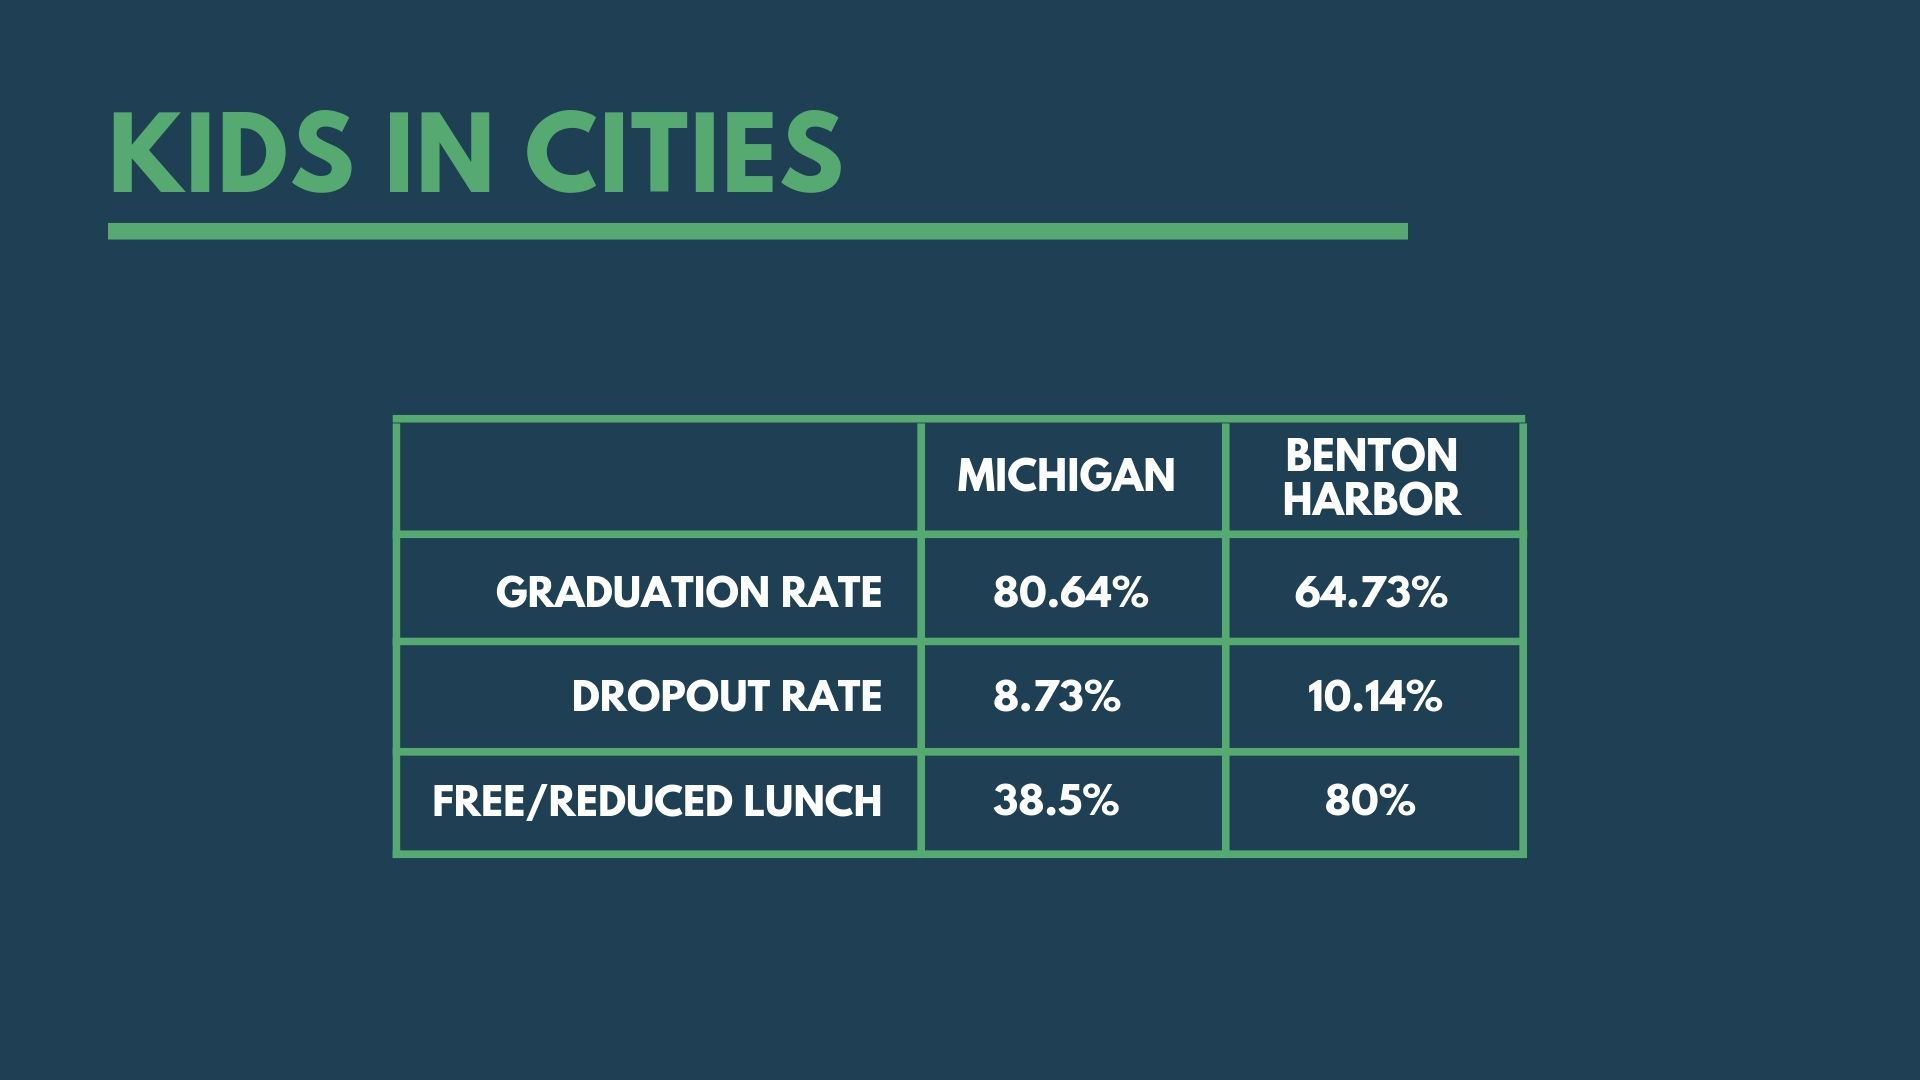 KIDS IN CITIES
MICHIGAN
BENTON
HARBOR
GRADUATION RATE 80.64% 64.73%
DROPOUT RATE 8.73% 10.14%
FREE/REDUCED LUNCH 38.5% 80%